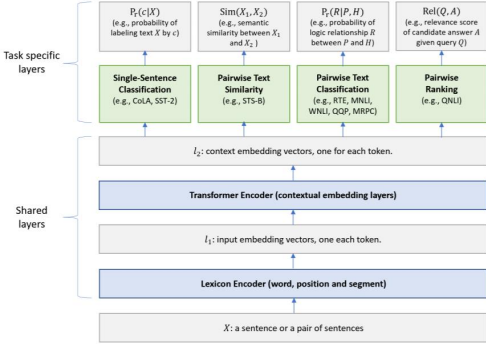 Task specific
layers
Pr(c|X)
(e.g., probability of
labeling text X by c)
Sim(X₁, X₂)
(e.g., semantic
similarity between X₁
and X₂ )
Pr(R|P, H)
(e.g., probability of
logic relationship R
between P and H)
Rel(Q, A)
(e.g., relevance score
of candidate answer A
given query Q)
Single-Sentence
Classification
(e.g., CoLA, SST-2)
Pairwise Text
Similarity
(e.g., STS-B)
Pairwise Text
Classification
(e.g., RTE, MNLI,
WNLI, QQP, MRPC)
Pairwise
Ranking
(e.g., QNLI)
Shared
layers
l₂: context embedding vectors, one for each token.
Transformer Encoder (contextual embedding layers)
l₁: input embedding vectors, one each token.
Lexicon Encoder (word, position and segment)
X: a sentence or a pair of sentences